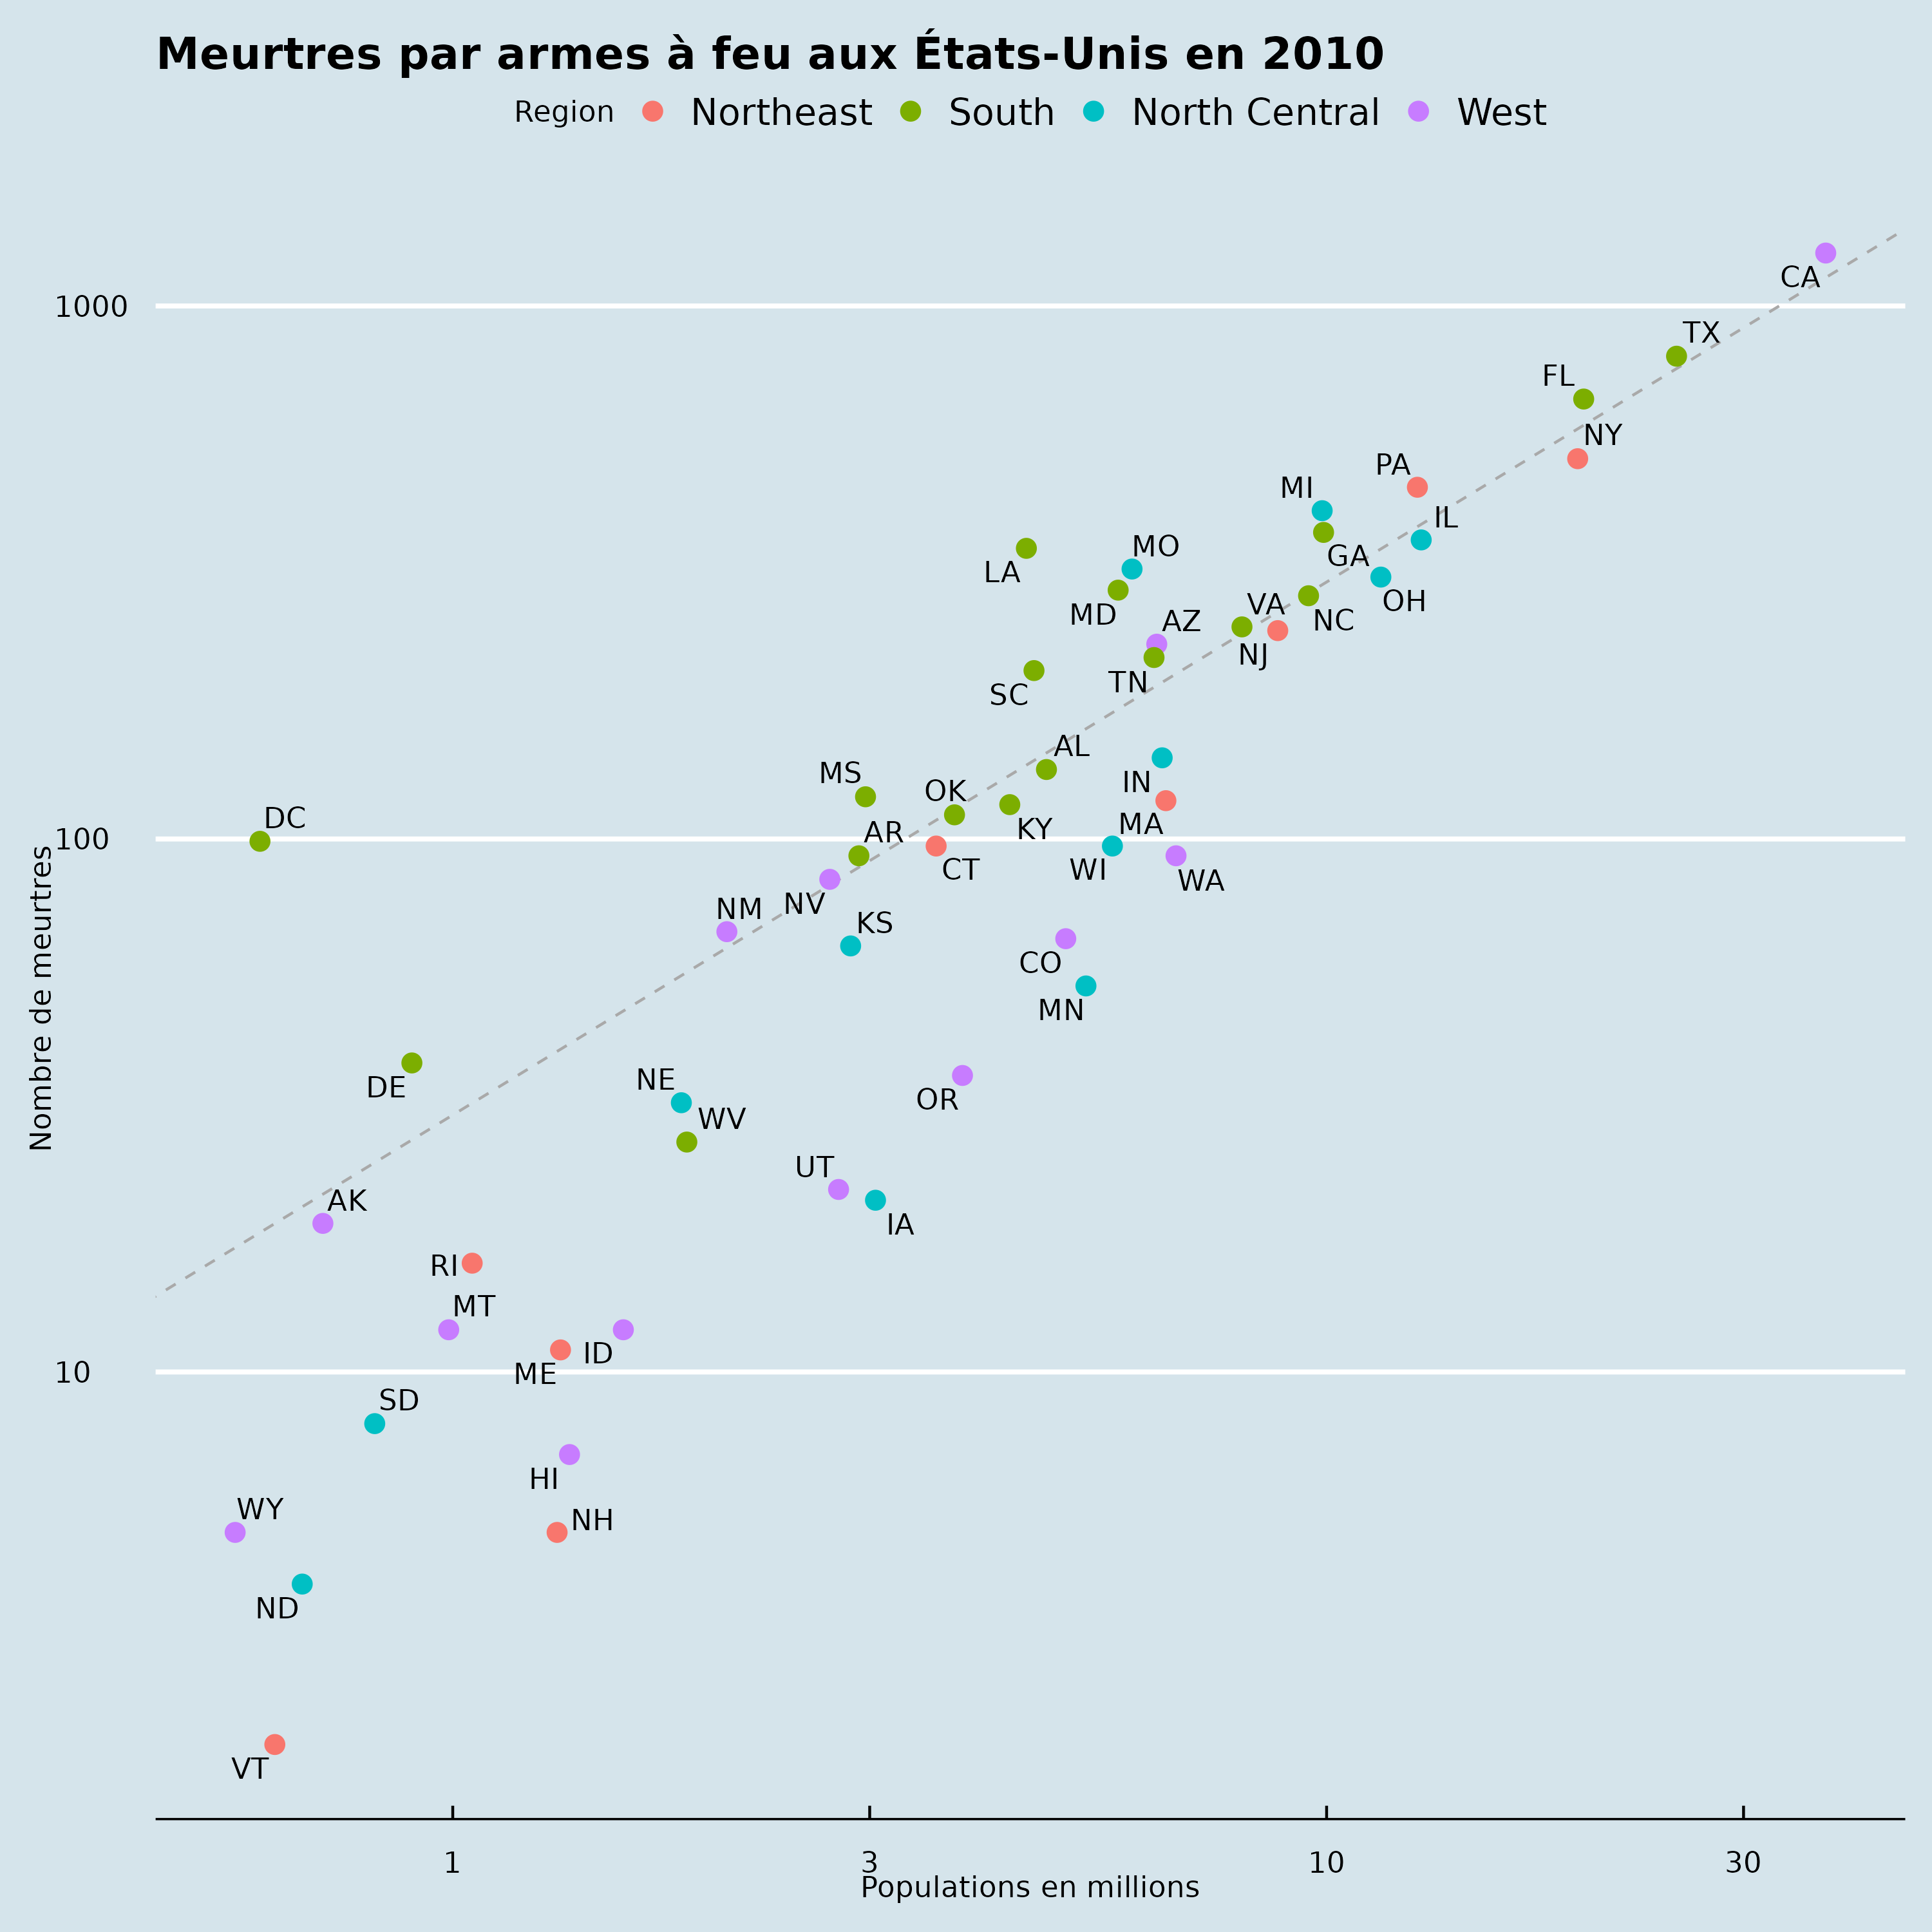 Meurtres par armes à feu aux États-Unis en 2010
Region Northeast South North Central West
CA
1000
TX
FL
NY
PA
MI
IL
MO
GA
LA
OH
MD
VA
AZ
NC
NJ
TN
SC
AL
MS
IN
OK
DC
MA
KY
AR
100
CT
WI
WA
NV
NM
KS
CO
MN
NE
DE
OR
WV
UT
AK
IA
RI
MT
ID
ME
10
SD
HI
WY
NH
ND
VT
Nombre de meurtres
1 3 10 30
Populations en millions